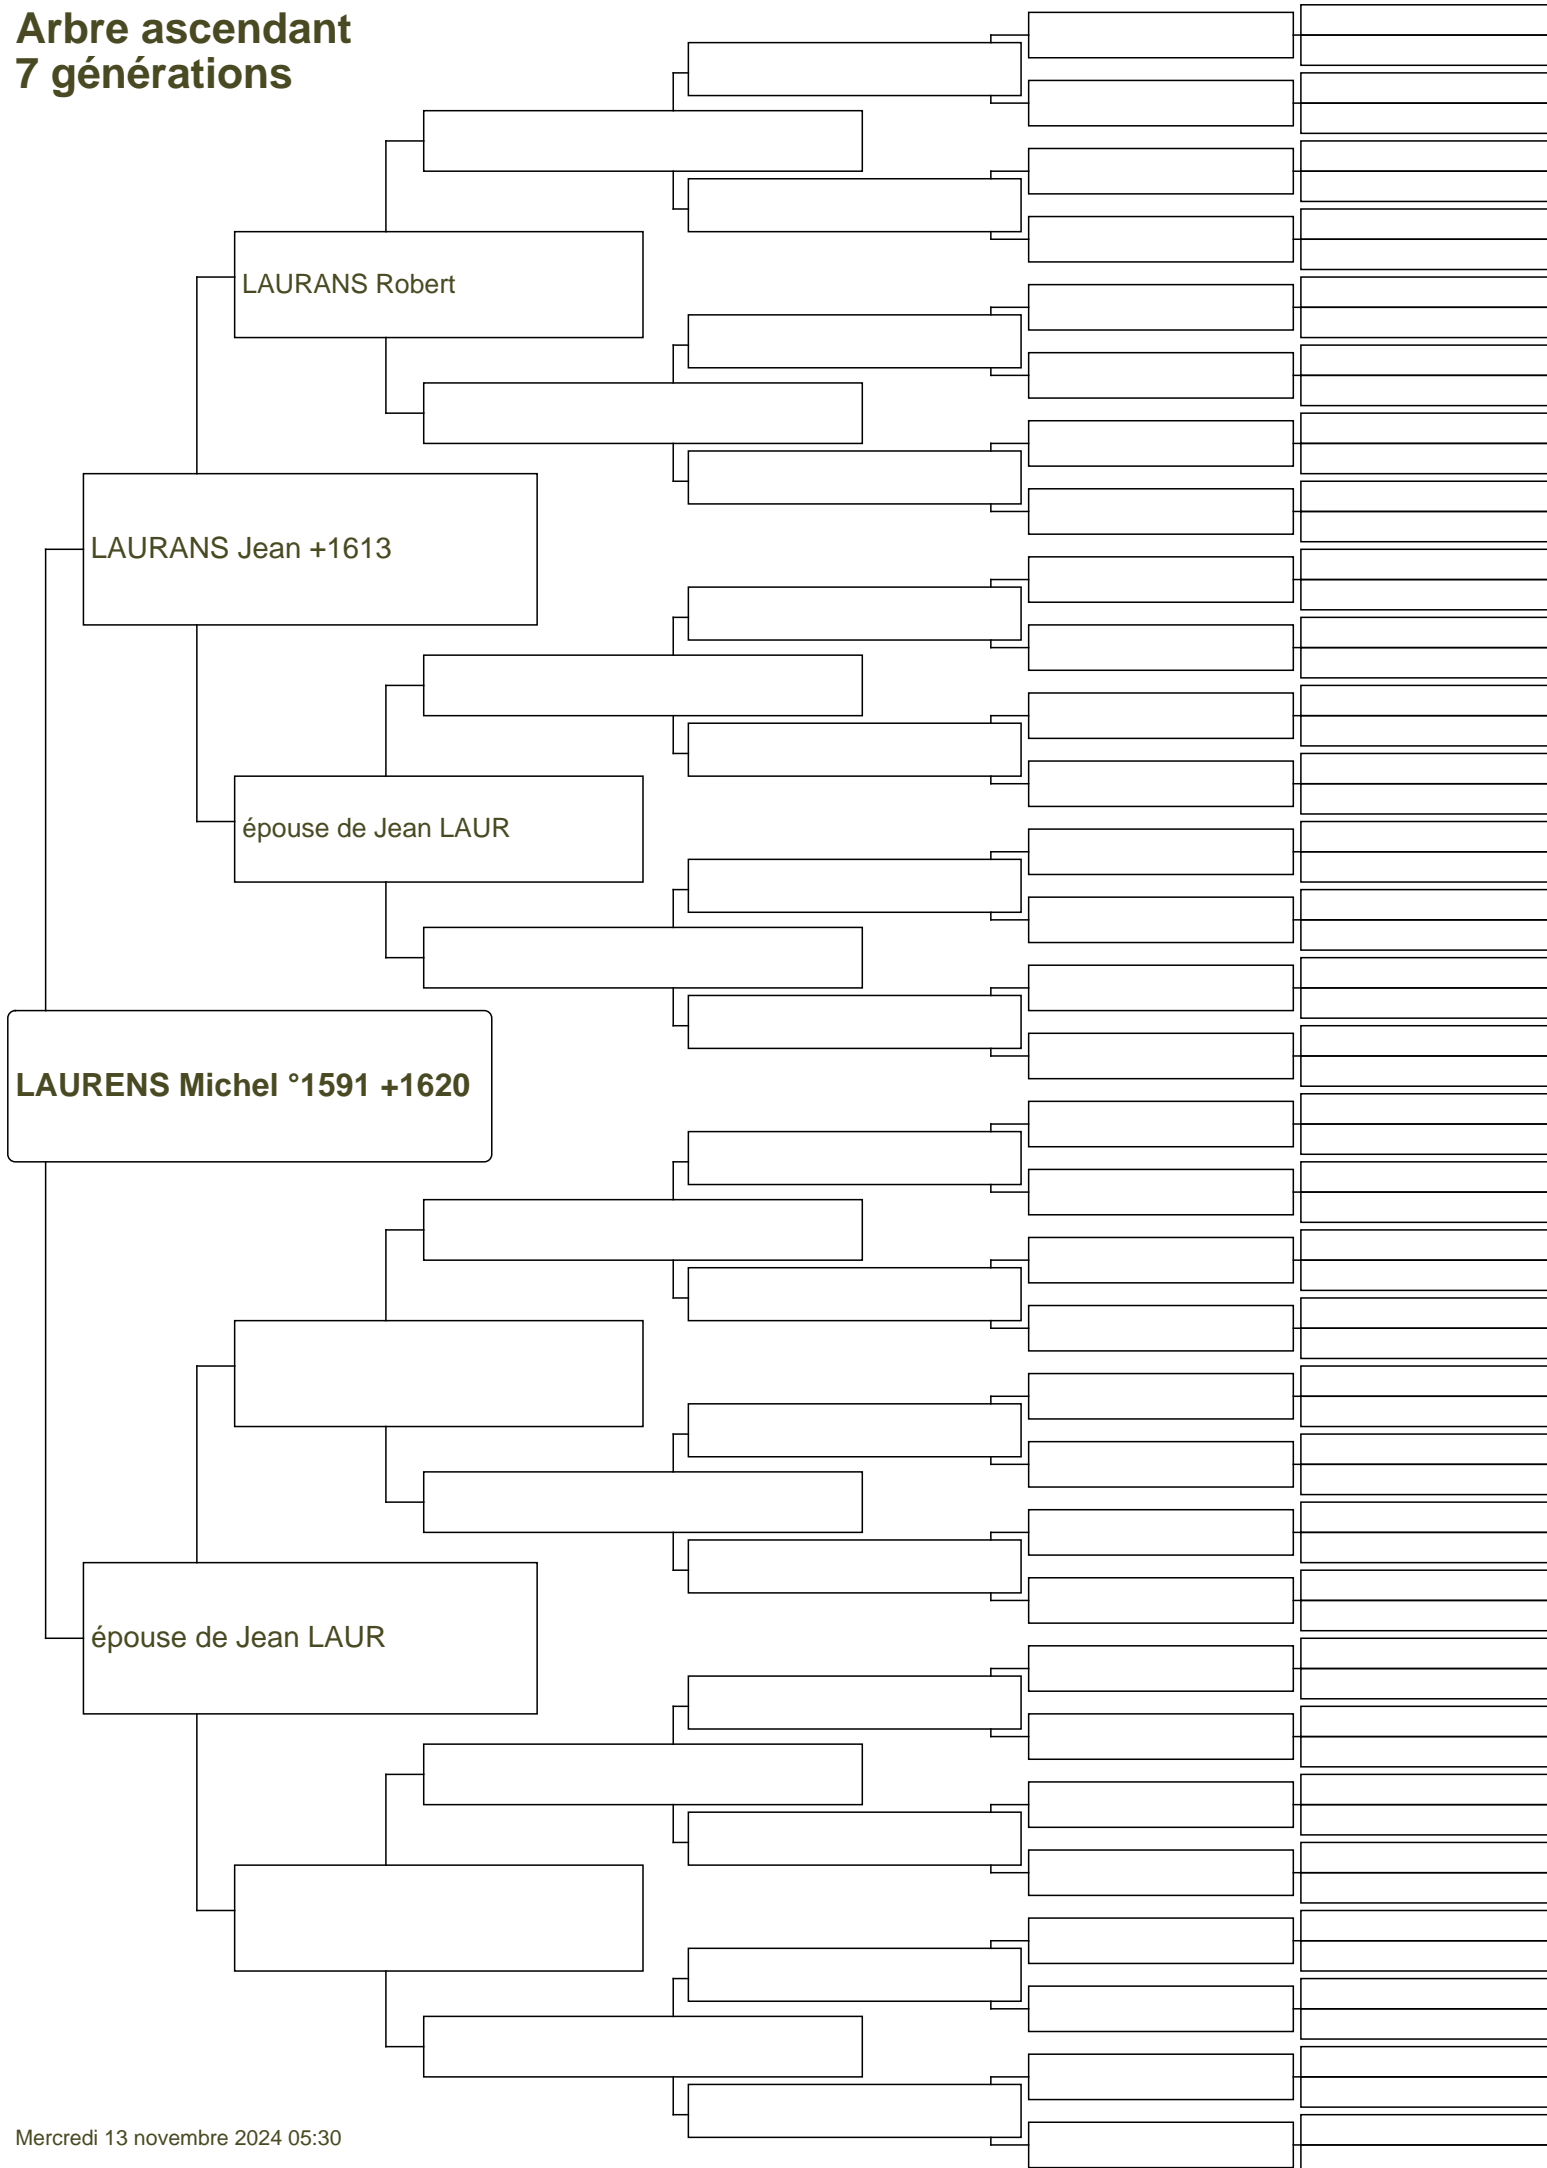 Arbre ascendant
7 générations
LAURANS Robert
LAURANS Jean +1613
épouse de Jean LAUR
LAURENS Michel °1591 +1620
épouse de Jean LAUR
Mercredi 13 novembre 2024 05:30